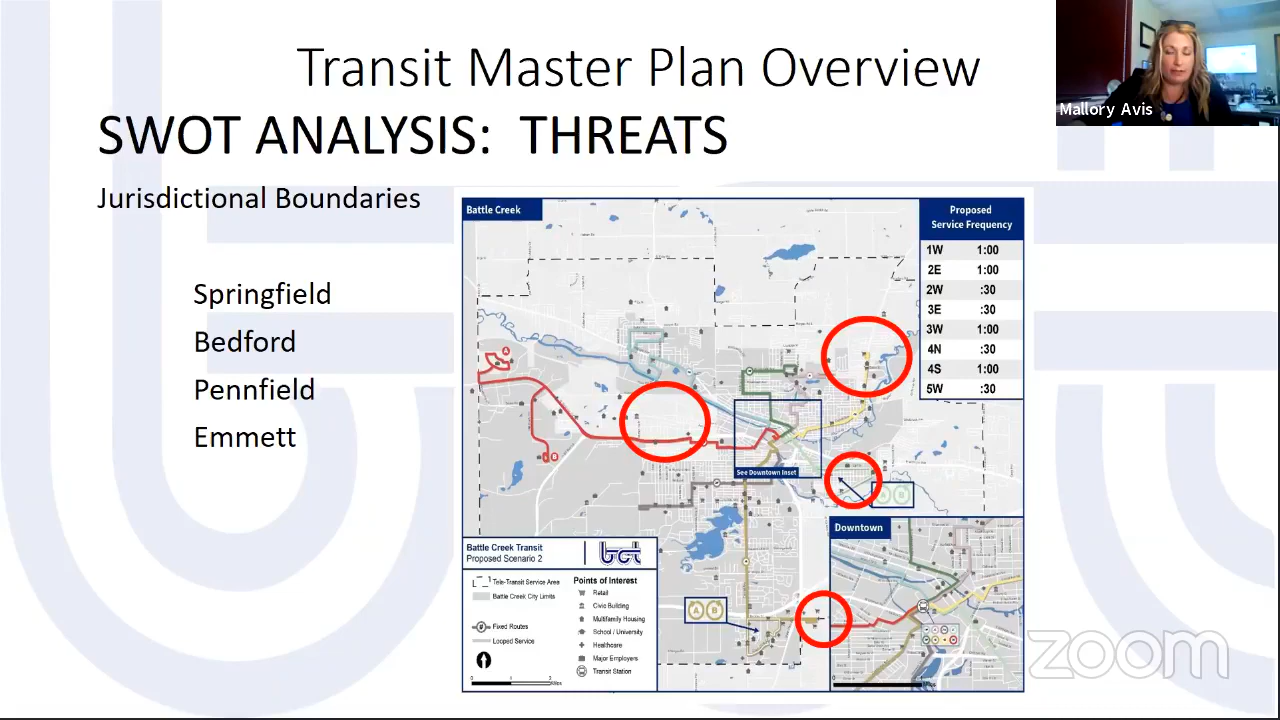 Transit Master Plan Overview
Mallory Avis
SWOT ANALYSIS: THREATS
Jurisdictional Boundaries
Springfield
Bedford
Pennfield
Emmett
Battle Creek
Proposed
Service Frequency
1W 1:00
2E 1:00
2W :30
3E :30
3W 1:00
4N :30
4S 1:00
5W :30
A
B
See Downtown Inset
Battle Creek Transit
Proposed Scenario 2
bct
Tele-Transit Service Area
Battle Creek City Limits
Fixed Routes
Looped Service
Points of Interest
Retail
Civic Building
Multifamily Housing
School / University
Healthcare
Major Employers
Transit Station
A B
Downtown
zoom